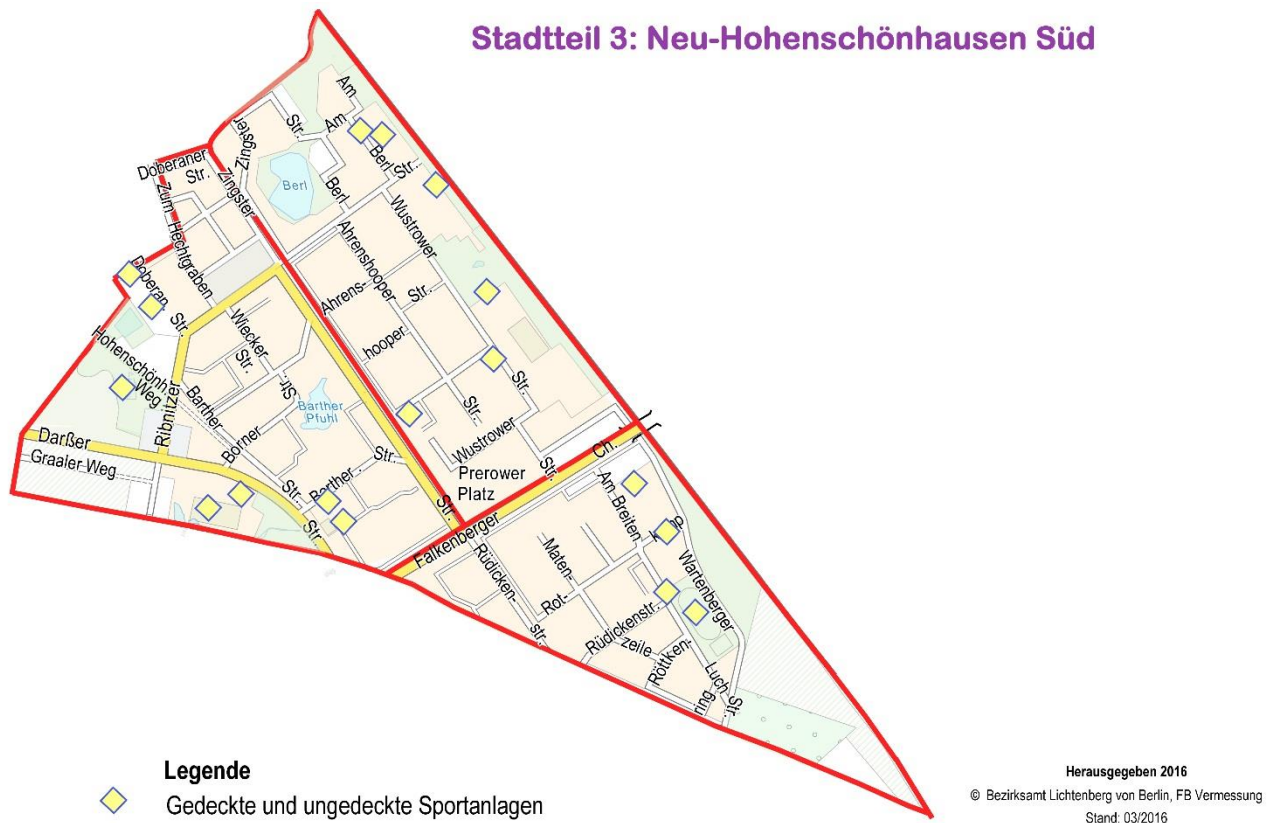 Stadtteil 3: Neu-Hohenschönhausen Süd
Am
Am
Berl
Str.
Zingster
Str.
Berl
Berl
Doberaner
Str.
Zingster
Zum Hechtgraben
Wustrower
Str.
Ahrenshooper
Str.
Ahrens-
hooper
Str.
Doberan.
Str.
Hohenschönh.
Weg
Wiecker
Str.
Str.
Barther
Pfuhl
Ribnitzer
Barther
Borner
Str.
Barther
Str.
Wustrower
Str.
Darßer
Graaler Weg
Str.
Str.
Prerower
Platz
Falkenberger
Ch.
Am Breiten
Wartenberger
Maten-
Rot-
zeile
Rüdicken-
str.
Rüdickenstr.
Röttken-
ring
Luch
Str.
Legende
Gedeckte und ungedeckte Sportanlagen
Herausgegeben 2016
© Bezirksamt Lichtenberg von Berlin, FB Vermessung
Stand: 03/2016